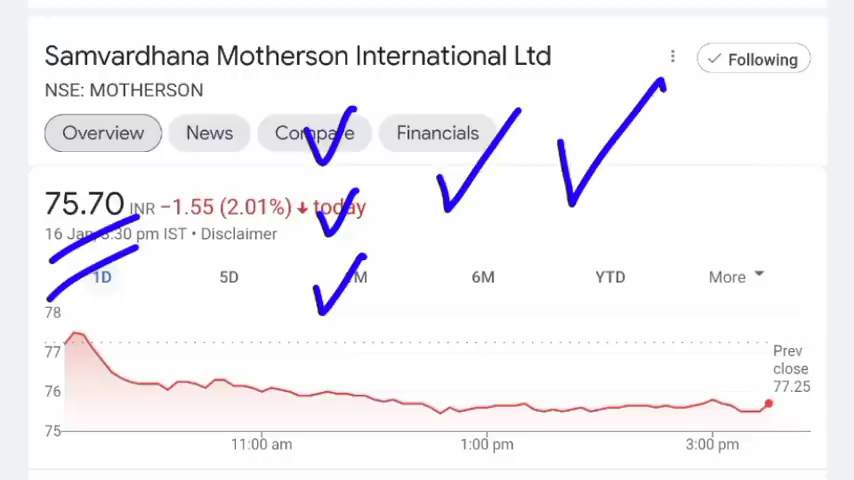 Samvardhana Motherson International Ltd
Following
NSE: MOTHERSON
Overview News Compare Financials
75.70 INR −1.55 (2.01%) ↓ today
16 Jan, 3:30 pm IST • Disclaimer
1D 5D 1M 6M YTD More
78
77
76
75
Prev
close
77.25
11:00 am 1:00 pm 3:00 pm